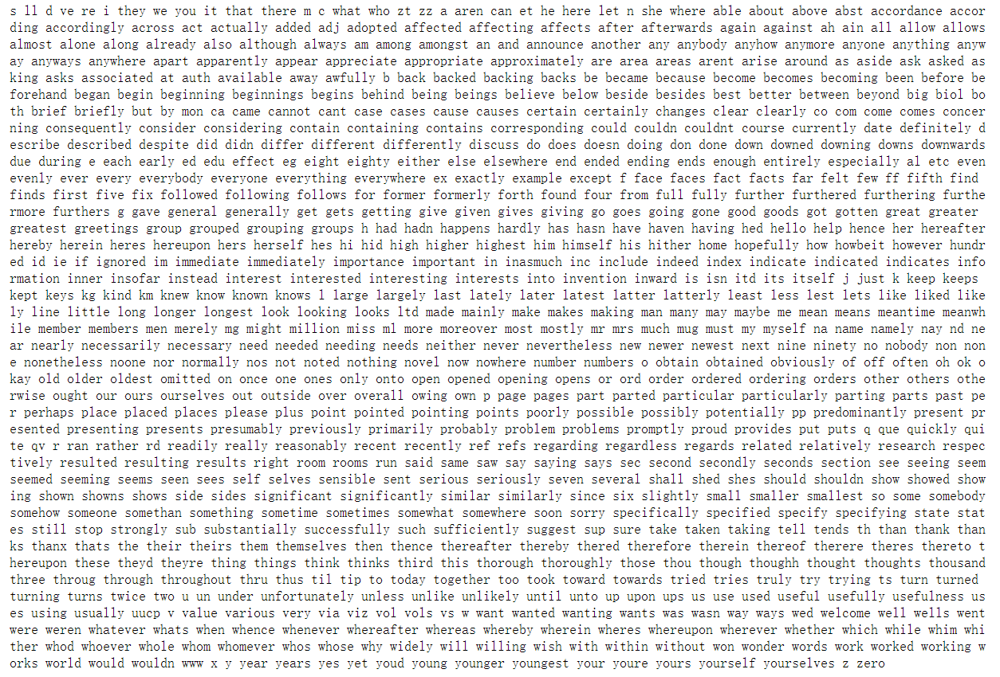 s ll d ve re i they we you it that there m c what who zt zz a aren can et he here let n she where able about above abst accordance accor
ding accordingly across act actually added adj adopted affected affecting affects after afterwards again against ah ain all allow allows
almost alone along already also although always am among amongst an and announce another any anybody anyhow anymore anyone anything anyw
ay anyways anywhere apart apparently appear appreciate appropriate approximately are area areas arent arise around as aside ask asked as
king asks associated at auth available away awfully b back backed backing backs be became because become becomes becoming been before be
forehand began begin beginning beginnings begins behind being beings believe below beside besides best better between beyond big biol bo
th brief briefly but by mon ca came cannot cant case cases cause causes certain certainly changes clear clearly co com come comes concer
ning consequently consider considering contain containing contains corresponding could couldn couldnt course currently date definitely d
escribe described despite did didn differ different differently discuss do does doesn doing don done down downed downing downs downwards
due during e each early ed edu effect eg eight eighty either else elsewhere end ended ending ends enough entirely especially al etc even
evenly ever every everybody everyone everything everywhere ex exactly example except f face faces fact facts far felt few ff fifth find
finds first five fix followed following follows for former formerly forth found four from full fully further furthered furthering furthe
rmore furthers g gave general generally get gets getting give given gives giving go goes going gone good goods got gotten great greater
greatest greetings group grouped grouping groups h had hadn happens hardly has hasn have haven having hed hello help hence her hereafter
hereby herein heres hereupon hers herself hes hi hid high higher highest him himself his hither home hopefully how howbeit however hundr
ed id ie if ignored im immediate immediately importance important in inasmuch inc include indeed index indicate indicated indicates info
rmation inner insofar instead interest interested interesting interests into invention inward is isn itd its itself j just k keep keeps
kept keys kg kind km knew know known knows l large largely last lately later latest latter latterly least less lest lets like liked like
ly line little long longer longest look looking looks ltd made mainly make makes making man many may maybe me mean means meantime meanwh
ile member members men merely mg might million miss ml more moreover most mostly mr mrs much mug must my myself na name namely nay nd ne
ar nearly necessarily necessary need needed needing needs neither never nevertheless new newer newest next nine ninety no nobody non non
e nonetheless noone nor normally nos not noted nothing novel now nowhere number numbers o obtain obtained obviously of off often oh ok o
kay old older oldest omitted on once one ones only onto open opened opening opens or ord order ordered ordering orders other others othe
rwise ought our ours ourselves out outside over overall owing own p page pages part parted particular particularly parting parts past pe
r perhaps place placed places please plus point pointed pointing points poorly possible possibly potentially pp predominantly present pr
esented presenting presents presumably previously primarily probably problem problems promptly proud provides put puts q que quickly qui
te qv r ran rather rd readily really reasonably recent recently ref refs regarding regardless regards related relatively research respec
tively resulted resulting results right room rooms run said same saw say saying says sec second secondly seconds section see seeing seem
seemed seeming seems seen sees self selves sensible sent serious seriously seven several shall shed shes should shouldn show showed show
ing shown showns shows side sides significant significantly similar similarly since six slightly small smaller smallest so some somebody
somehow someone somethan something sometime sometimes somewhat somewhere soon sorry specifically specified specify specifying state stat
es still stop strongly sub substantially successfully such sufficiently suggest sup sure take taken taking tell tends th than thank than
ks thanx thats the their theirs them themselves then thence thereafter thereby thered therefore therein thereof therere theres thereto t
hereupon these theyd theyre thing things think thinks third this thorough thoroughly those thou though thoughh thought thoughts thousand
three throug through throughout thru thus til tip to today together too took toward towards tried tries truly try trying ts turn turned
turning turns twice two u un under unfortunately unless unlike unlikely until unto up upon ups us use used useful usefully usefulness us
es using usually uucp v value various very via viz vol vols vs w want wanted wanting wants was wasn way ways wed welcome well wells went
were weren whatever whats when whence whenever whereafter whereas whereby wherein wheres whereupon wherever whether which while whim whi
ther whod whoever whole whom whomever whos whose why widely will willing wish with within without won wonder words work worked working w
orks world would wouldn www x y year years yes yet youd young younger youngest your youre yours yourself yourselves z zero